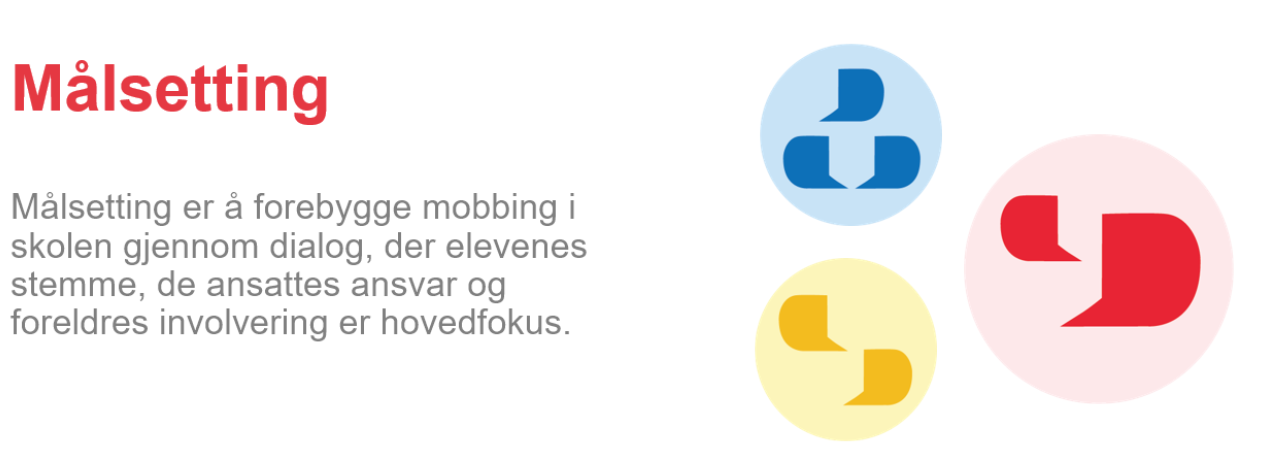 Målsetting
Målsetting er å forebygge mobbing i
skolen gjennom dialog, der elevenes
stemme, de ansattes ansvar og
foreldres involvering er hovedfokus.